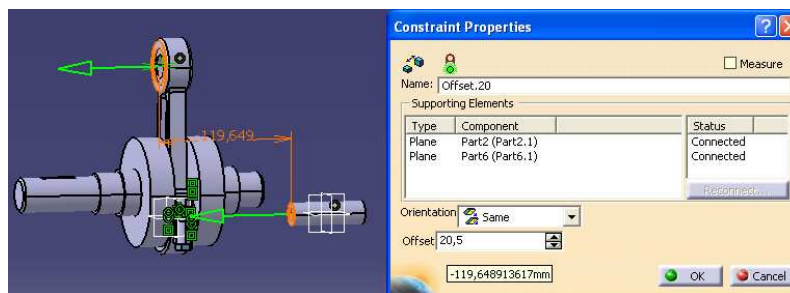 -119,649
Constraint Properties
Measure
Name: Offset.20
Supporting Elements
Type Component Status
Plane Part2 (Part2.1) Connected
Plane Part6 (Part6.1) Connected
Reconnect...
Orientation Same
Offset 20,5
-119,648913617mm
OK Cancel